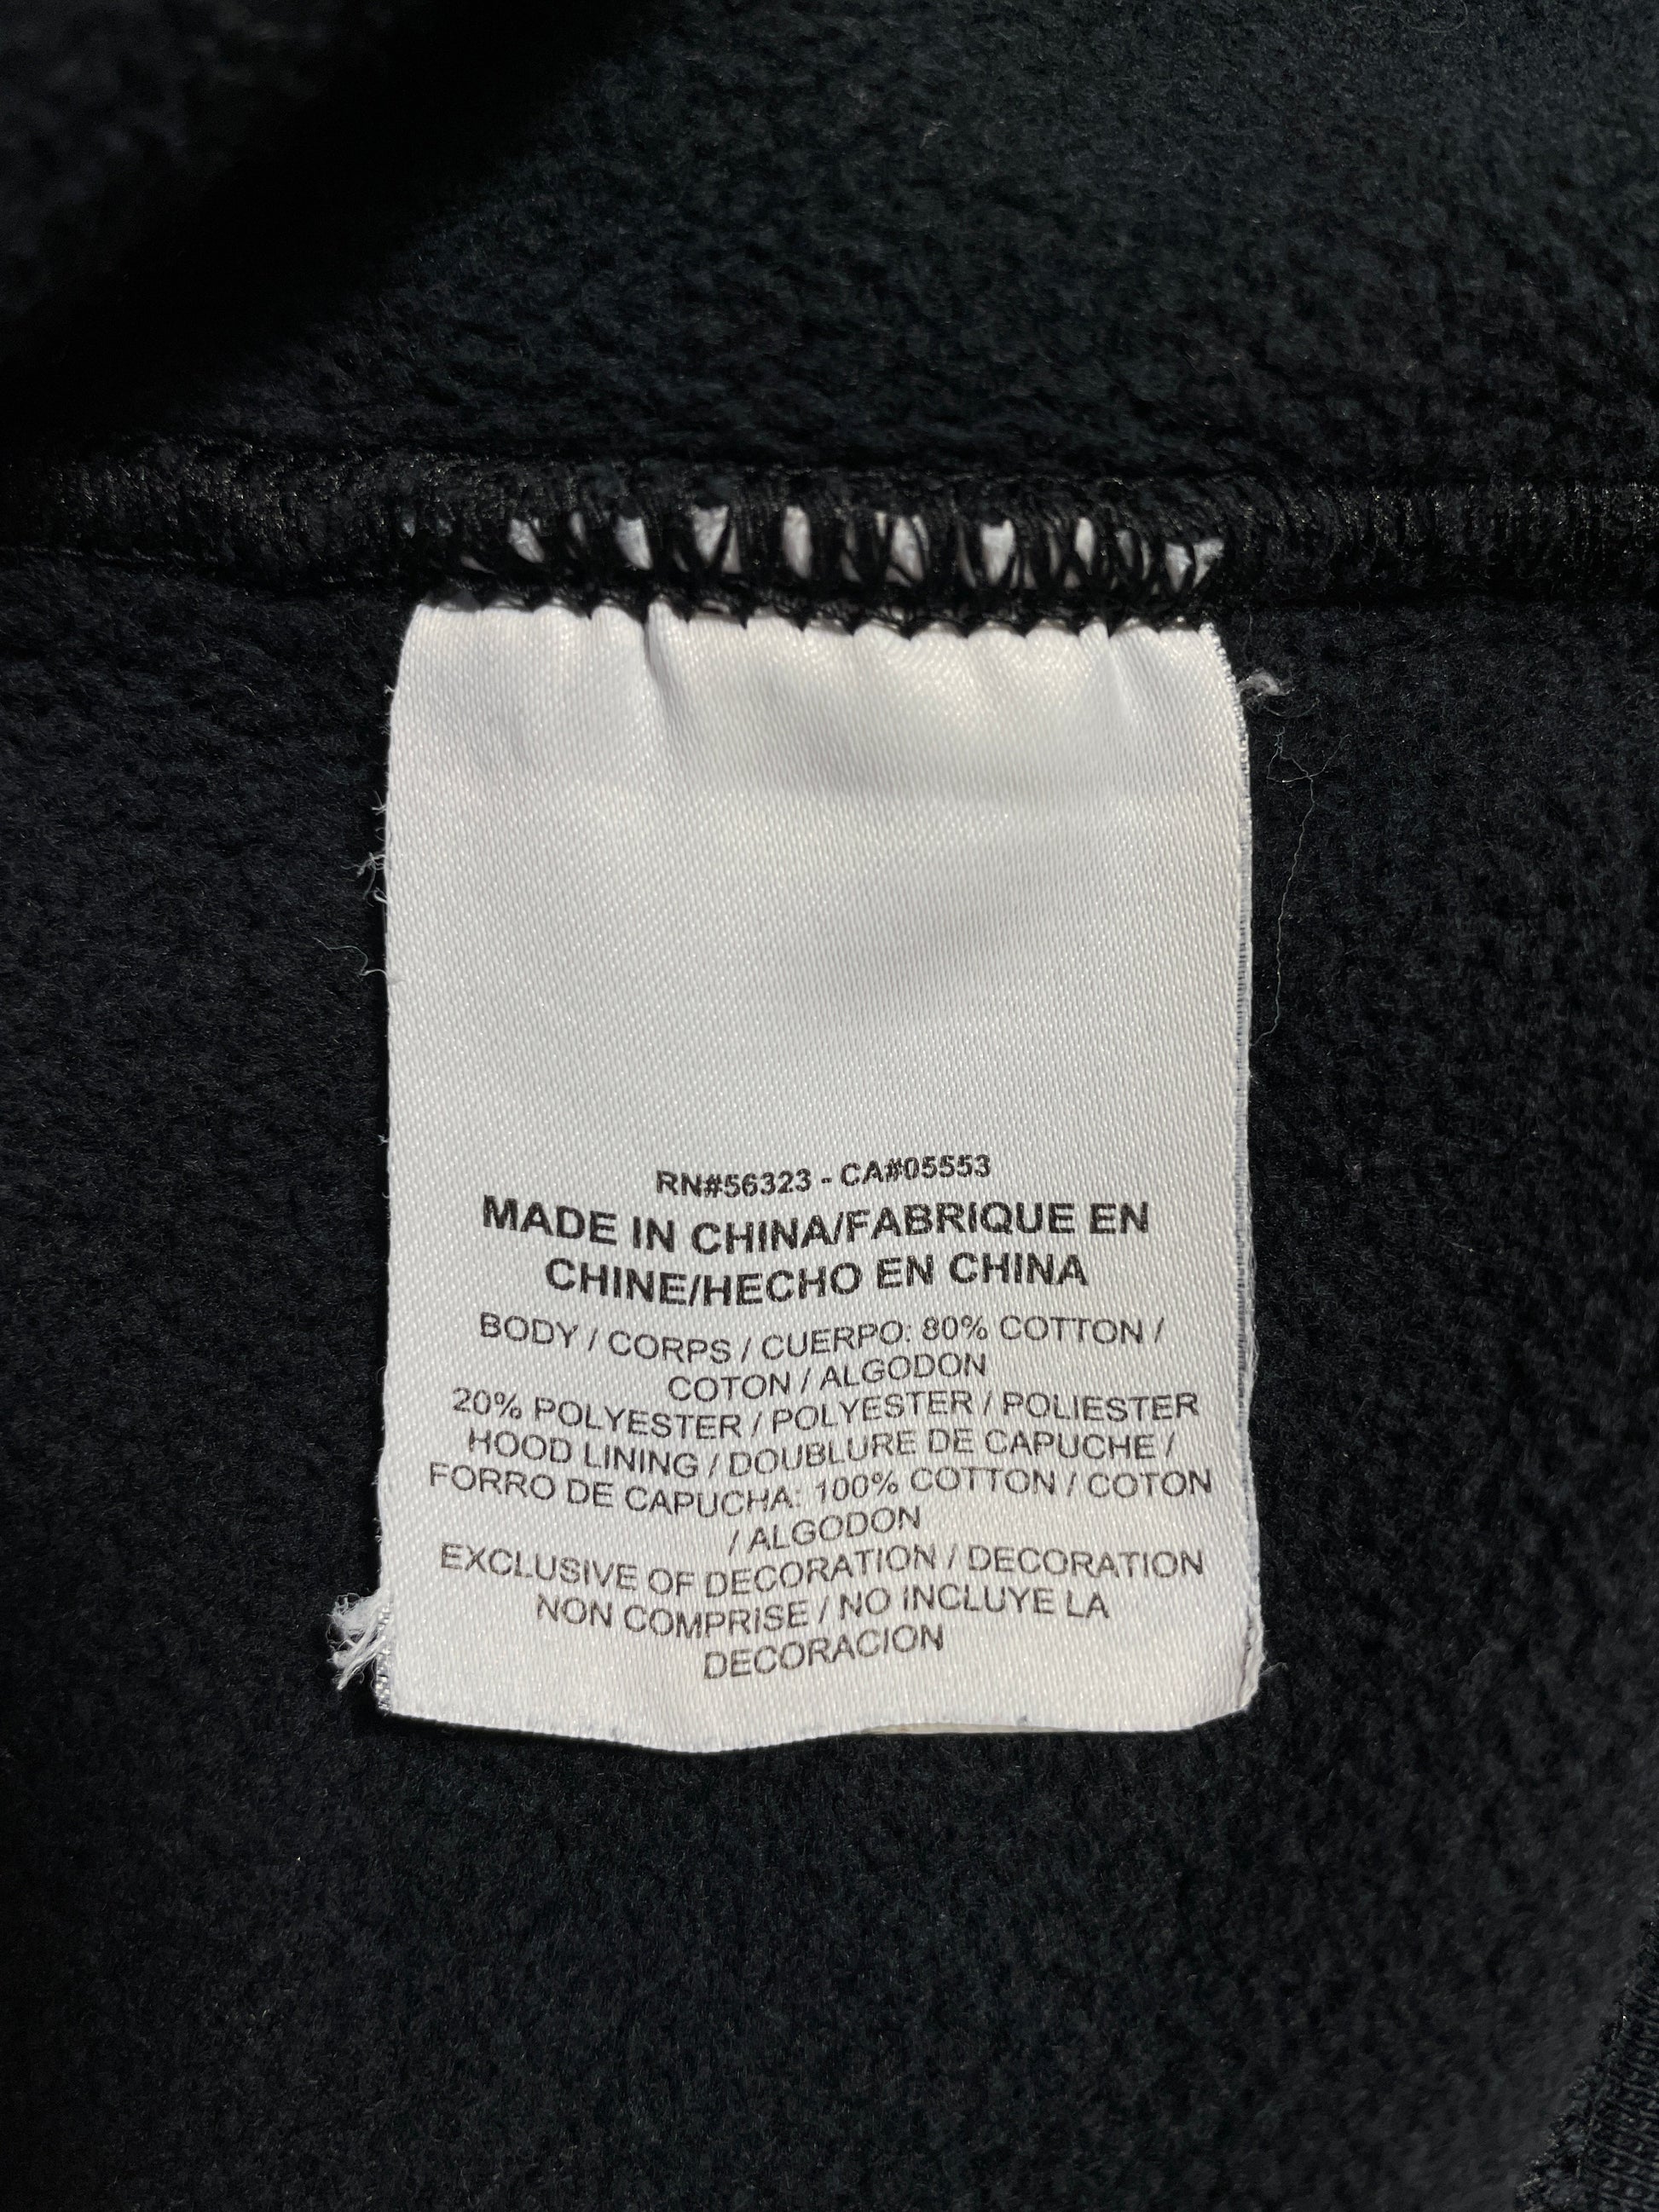 RN#56323 - CA#05553
MADE IN CHINA/FABRIQUE EN
CHINE/HECHO EN CHINA
BODY / CORPS / CUERPO: 80% COTTON /
COTON / ALGODON
20% POLYESTER / POLYESTER / POLIESTER
HOOD LINING / DOUBLURE DE CAPUCHE /
FORRO DE CAPUCHA: 100% COTTON / COTON
/ ALGODON
EXCLUSIVE OF DECORATION / DECORATION
NON COMPRISE / NO INCLUYE LA
DECORACION